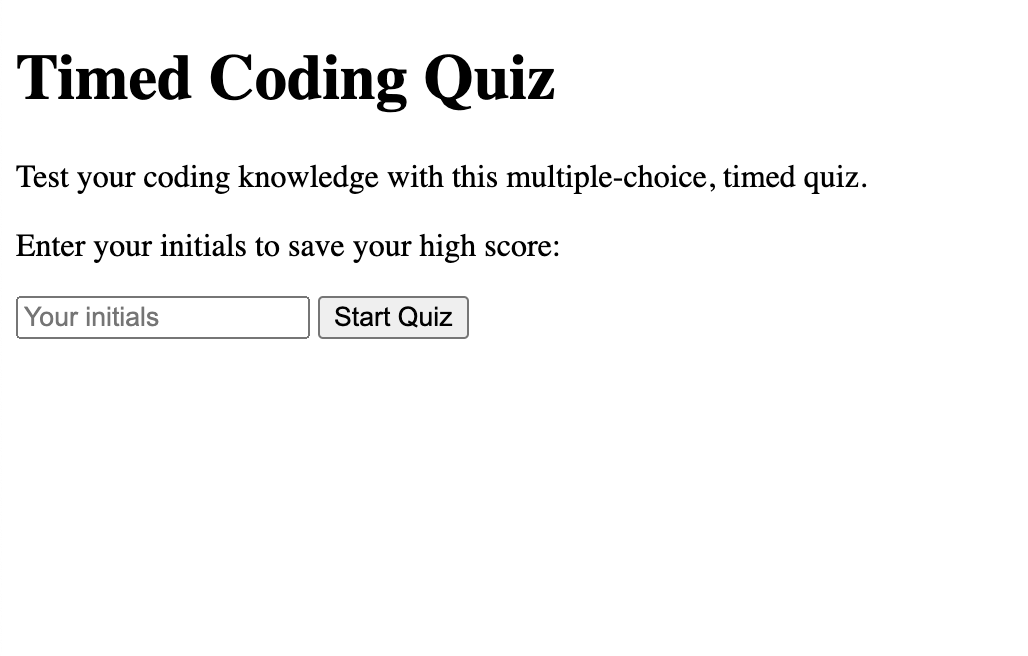 Timed Coding Quiz
Test your coding knowledge with this multiple-choice, timed quiz.
Enter your initials to save your high score:
Your initials Start Quiz